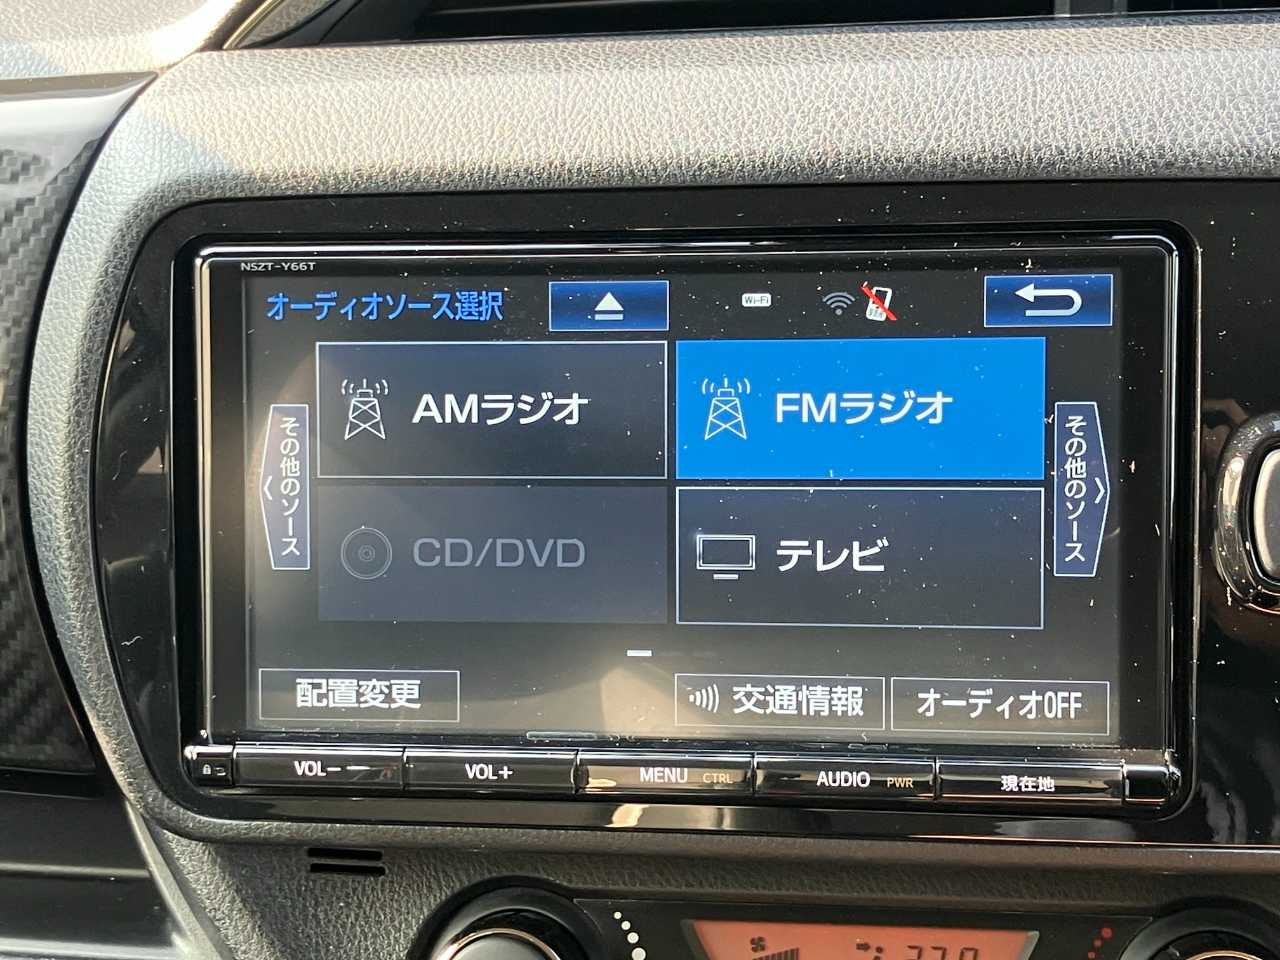 NSZT-Y66T
オーディオソース選択
Wi-Fi
AMラジオ
FMラジオ
その他のソース
その他のソース
CD/DVD
テレビ
配置変更
交通情報
オーディオOFF
VOL-
VOL+
MENU CTRL
AUDIO PWR
現在地